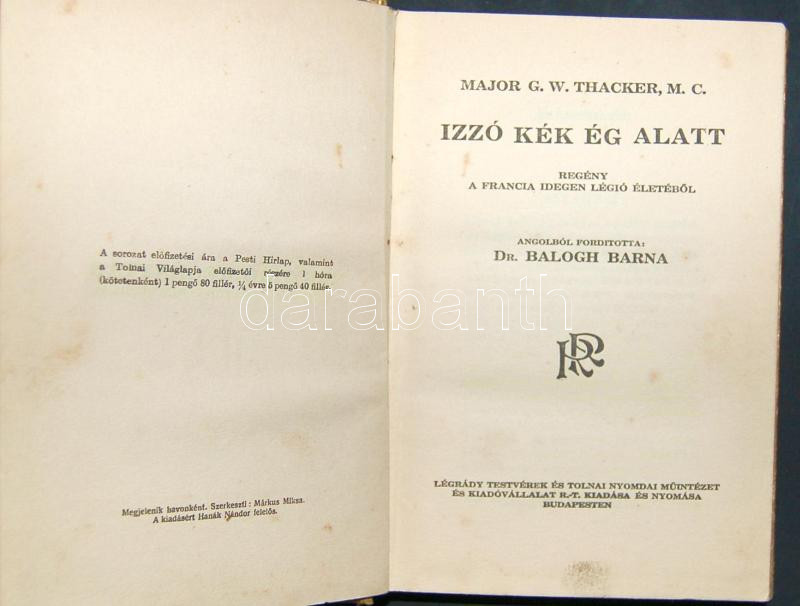 A sorozat előfizetési ára a Pesti Hirlap, valamint
a Tolnai Világlapja előfizetői részére 1 hóra
(kötetenként) 1 pengő 80 fillér, ¼ évre 5 pengő 40 fillér.
Megjelenik havonként. Szerkeszti: Márkus Miksa.
A kiadásért Hanák Nándor felelős.
MAJOR G. W. THACKER, M. C.
IZZÓ KÉK ÉG ALATT
REGÉNY
A FRANCIA IDEGEN LÉGIÓ ÉLETÉBŐL
ANGOLBÓL FORDITOTTA:
DR. BALOGH BARNA
LÉGRÁDY TESTVÉREK ÉS TOLNAI NYOMDAI MŰINTÉZET
ÉS KIADÓVÁLLALAT R.-T. KIADÁSA ÉS NYOMÁSA
BUDAPESTEN
darabanth